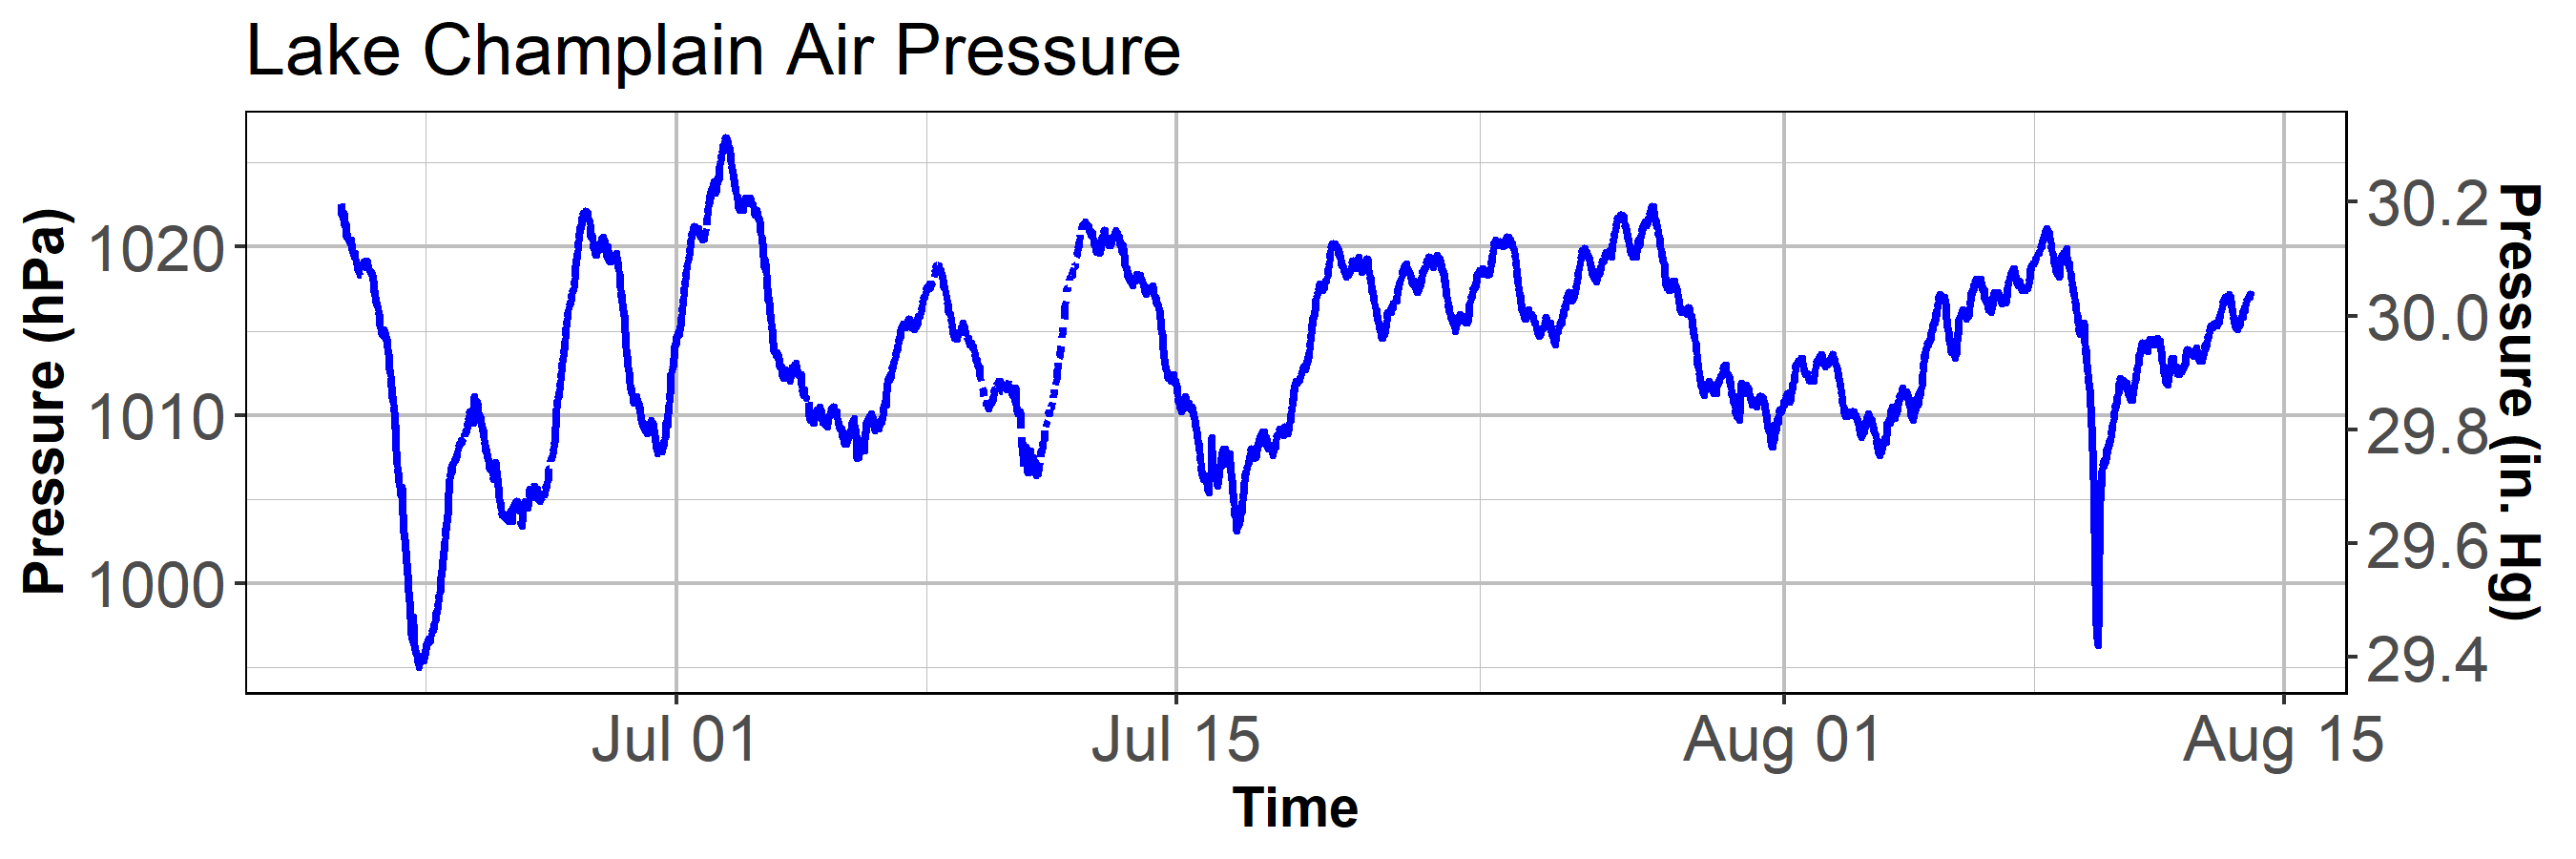 Lake Champlain Air Pressure
Pressure (hPa)
1020
1010
1000
30.2
30.0
29.8
29.6
29.4
Pressure (in. Hg)
Jul 01
Jul 15
Aug 01
Aug 15
Time